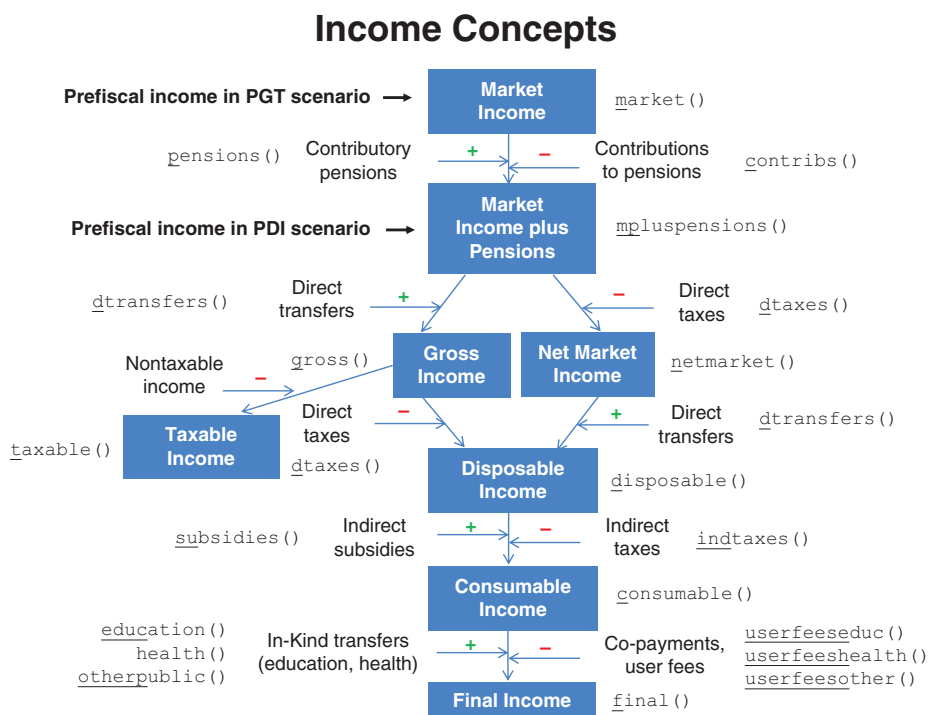 Income Concepts
Prefiscal income in PGT scenario
Market
Income
market()
pensions()
Contributory
pensions
+
−
Contributions
to pensions
contribs()
Prefiscal income in PDI scenario
Market
Income plus
Pensions
mpluspensions()
dtransfers()
Direct
transfers
+
−
Direct
taxes
dtaxes()
Nontaxable
income
−
gross()
Gross
Income
Net Market
Income
netmarket()
taxable()
Taxable
Income
Direct
taxes
−
dtaxes()
+
Direct
transfers
dtransfers()
Disposable
Income
disposable()
subsidies()
Indirect
subsidies
+
−
Indirect
taxes
indtaxes()
Consumable
Income
consumable()
education()
health()
otherpublic()
In-Kind transfers
(education, health)
+
−
Co-payments,
user fees
userfeeseduc()
userfeeshealth()
userfeesother()
Final Income
final()